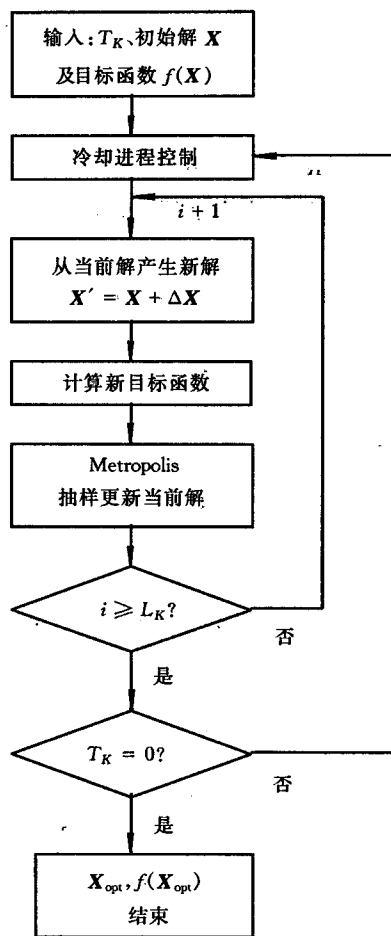 输入:T_K、初始解 X
及目标函数 f(X)
冷却进程控制
i + 1
从当前解产生新解
X′ = X + ΔX
计算新目标函数
Metropolis
抽样更新当前解
i ≥ L_K?
否
是
T_K = 0?
否
是
X_opt, f(X_opt)
结束